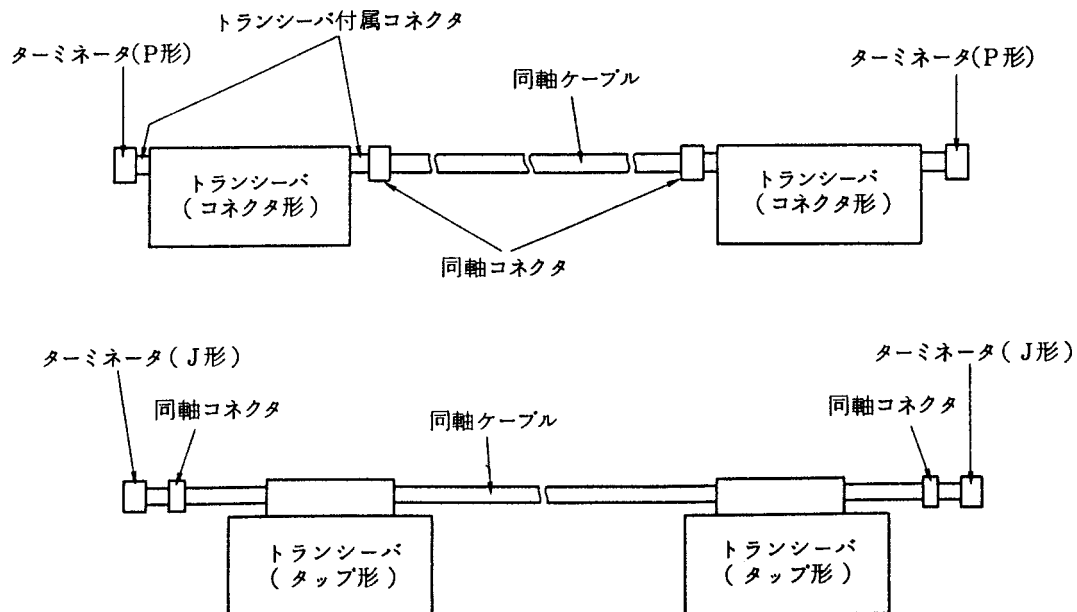 トランシーバ付属コネクタ
ターミネータ(P形)
同軸ケーブル
ターミネータ(P形)
トランシーバ
(コネクタ形)
トランシーバ
(コネクタ形)
同軸コネクタ
ターミネータ(J形)
ターミネータ(J形)
同軸コネクタ
同軸ケーブル
同軸コネクタ
トランシーバ
(タップ形)
トランシーバ
(タップ形)